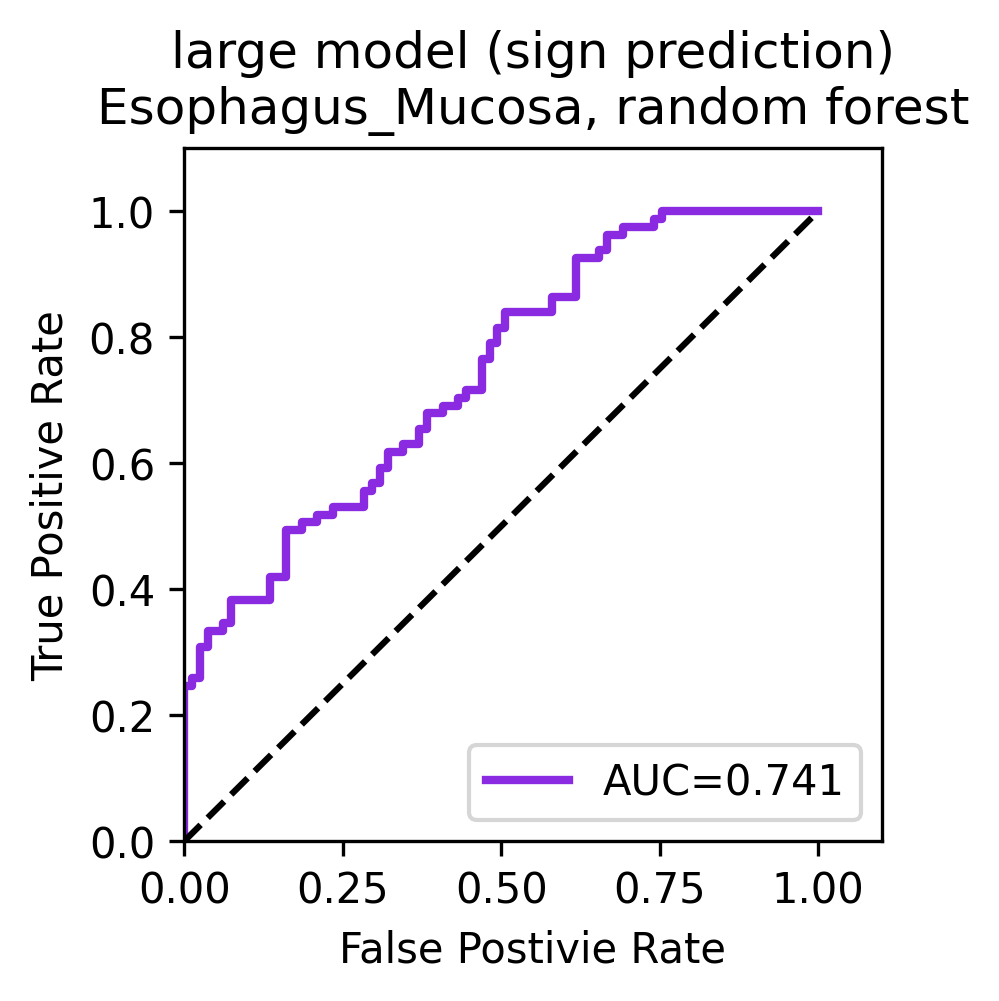 large model (sign prediction)
Esophagus_Mucosa, random forest
1.0
0.8
0.6
0.4
0.2
0.0
True Positive Rate
AUC=0.741
0.00 0.25 0.50 0.75 1.00
False Postivie Rate